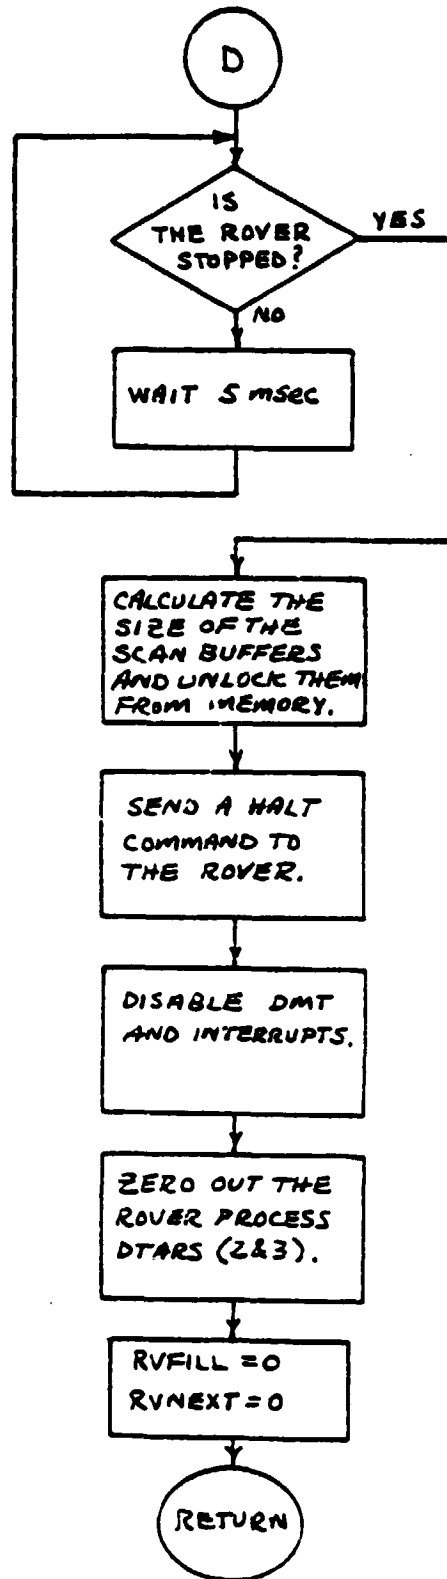 D
IS
THE ROVER
STOPPED?
YES
NO
WAIT 5 msec
CALCULATE THE
SIZE OF THE
SCAN BUFFERS
AND UNLOCK THEM
FROM MEMORY.
SEND A HALT
COMMAND TO
THE ROVER.
DISABLE DMT
AND INTERRUPTS.
ZERO OUT THE
ROVER PROCESS
DTARS (2&3).
RVFILL=0
RVNEXT=0
RETURN